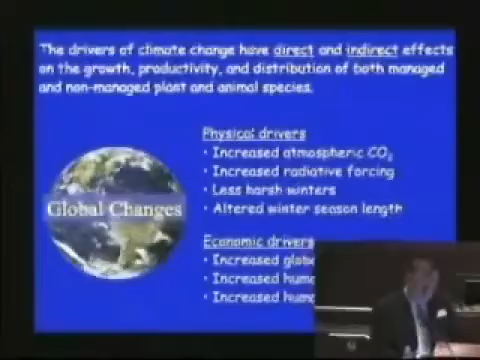 The drivers of climate change have direct and indirect effects
on the growth, productivity, and distribution of both managed
and non-managed plant and animal species.
Physical drivers
• Increased atmospheric CO₂
• Increased radiative forcing
• Less harsh winters
• Altered winter season length
Global Changes
Economic drivers
• Increased
• Increased
• Increased